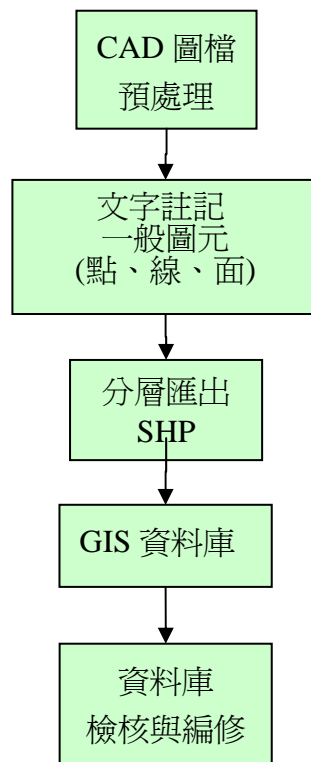 CAD 圖檔
預處理
文字註記
一般圖元
(點、線、面)
分層匯出
SHP
GIS 資料庫
資料庫
檢核與編修